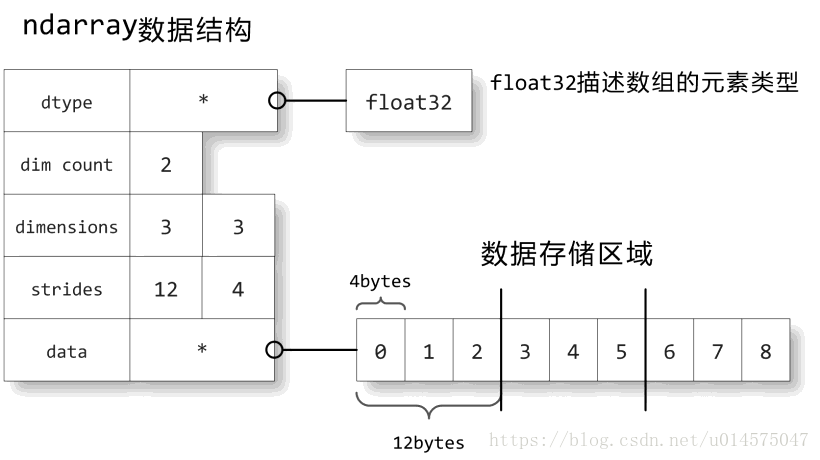 ndarray数据结构
dtype * float32 float32描述数组的元素类型
dim count 2
dimensions 3 3
数据存储区域
strides 12 4 4bytes
data * 0 1 2 3 4 5 6 7 8
12bytes
https://blog.csdn.net/u014575047